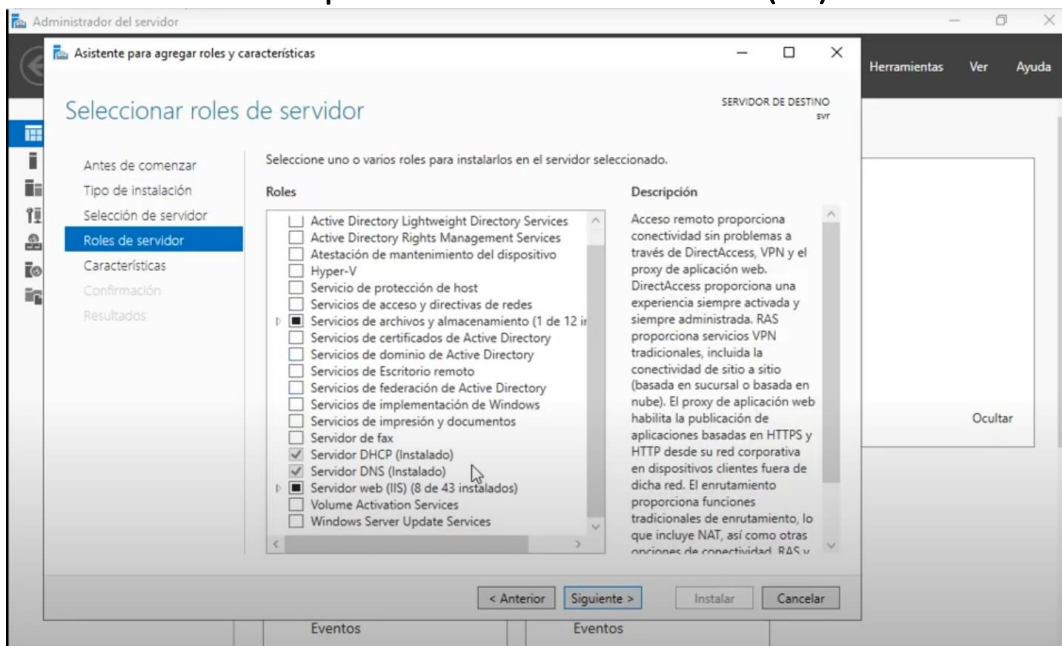 Administrador del servidor
Asistente para agregar roles y características
Herramientas Ver Ayuda
Seleccionar roles de servidor
SERVIDOR DE DESTINO
svr
Antes de comenzar
Tipo de instalación
Selección de servidor
Roles de servidor
Características
Confirmación
Resultados
Seleccione uno o varios roles para instalarlos en el servidor seleccionado.
Roles
Active Directory Lightweight Directory Services
Active Directory Rights Management Services
Atestación de mantenimiento del dispositivo
Hyper-V
Servicio de protección de host
Servicios de acceso y directivas de redes
Servicios de archivos y almacenamiento (1 de 12 in
Servicios de certificados de Active Directory
Servicios de dominio de Active Directory
Servicios de Escritorio remoto
Servicios de federación de Active Directory
Servicios de implementación de Windows
Servicios de impresión y documentos
Servidor de fax
Servidor DHCP (Instalado)
Servidor DNS (Instalado)
Servidor web (IIS) (8 de 43 instalados)
Volume Activation Services
Windows Server Update Services
Descripción
Acceso remoto proporciona
conectividad sin problemas a
través de DirectAccess, VPN y el
proxy de aplicación web.
DirectAccess proporciona una
experiencia siempre activada y
siempre administrada. RAS
proporciona servicios VPN
tradicionales, incluida la
conectividad de sitio a sitio
(basada en sucursal o basada en
nube). El proxy de aplicación web
habilita la publicación de
aplicaciones basadas en HTTPS y
HTTP desde su red corporativa
en dispositivos clientes fuera de
dicha red. El enrutamiento
proporciona funciones
tradicionales de enrutamiento, lo
que incluye NAT, así como otras
opciones de conectividad. RAS y
Ocultar
< Anterior Siguiente > Instalar Cancelar
Eventos Eventos